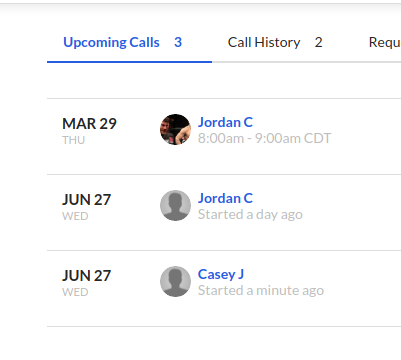 Upcoming Calls 3 Call History 2 Requ
MAR 29 Jordan C
THU 8:00am - 9:00am CDT
JUN 27 Jordan C
WED Started a day ago
JUN 27 Casey J
WED Started a minute ago